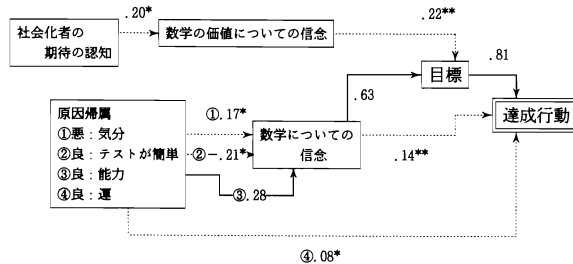 .20*
.22**
社会化者の
期待の認知
数学の価値についての信念
目標
.81
.63
達成行動
原因帰属
①悪：気分
②良：テストが簡単
③良：能力
④良：運
①.17*
②－.21*
③.28
数学についての
信念
.14**
④.08*